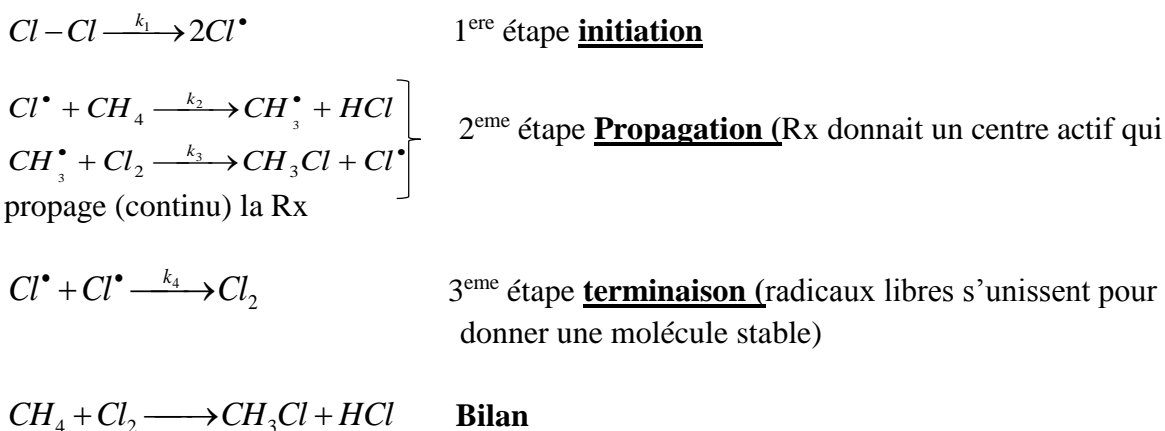 Cl – Cl —k₁→ 2Cl• 1ere étape initiation
Cl• + CH₄ —k₂→ CH₃• + HCl
2eme étape Propagation (Rx donnait un centre actif qui
CH₃• + Cl₂ —k₃→ CH₃Cl + Cl•
propage (continu) la Rx
Cl• + Cl• —k₄→ Cl₂ 3eme étape terminaison (radicaux libres s’unissent pour
donner une molécule stable)
CH₄ + Cl₂ ——→ CH₃Cl + HCl Bilan